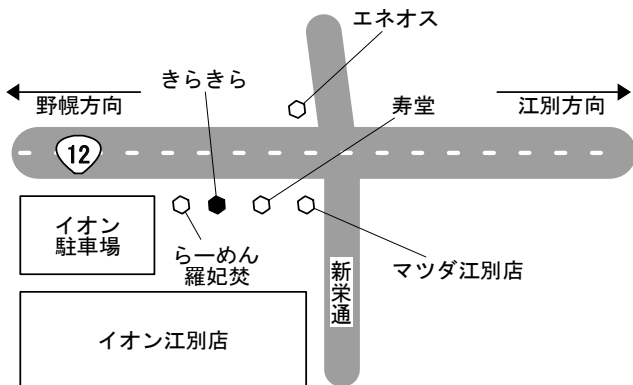 エネオス
きらきら
寿堂
野幌方向
江別方向
12
イオン
駐車場
らーめん
羅妃焚
新栄通
マツダ江別店
イオン江別店